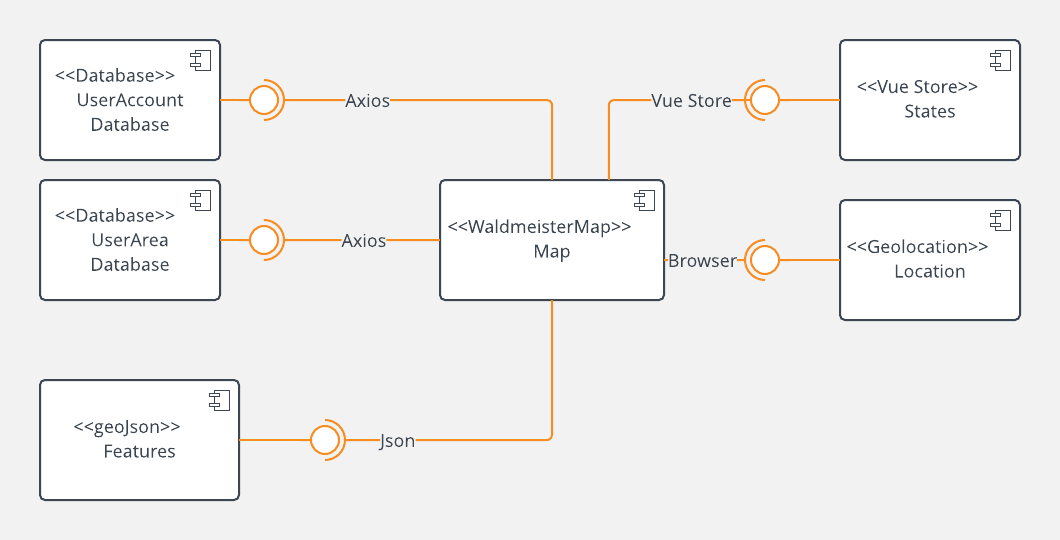 <<Database>>
UserAccount
Database
Axios
Vue Store
<<Vue Store>>
States
<<Database>>
UserArea
Database
Axios
<<WaldmeisterMap>>
Map
Browser
<<Geolocation>>
Location
<<geoJson>>
Features
Json